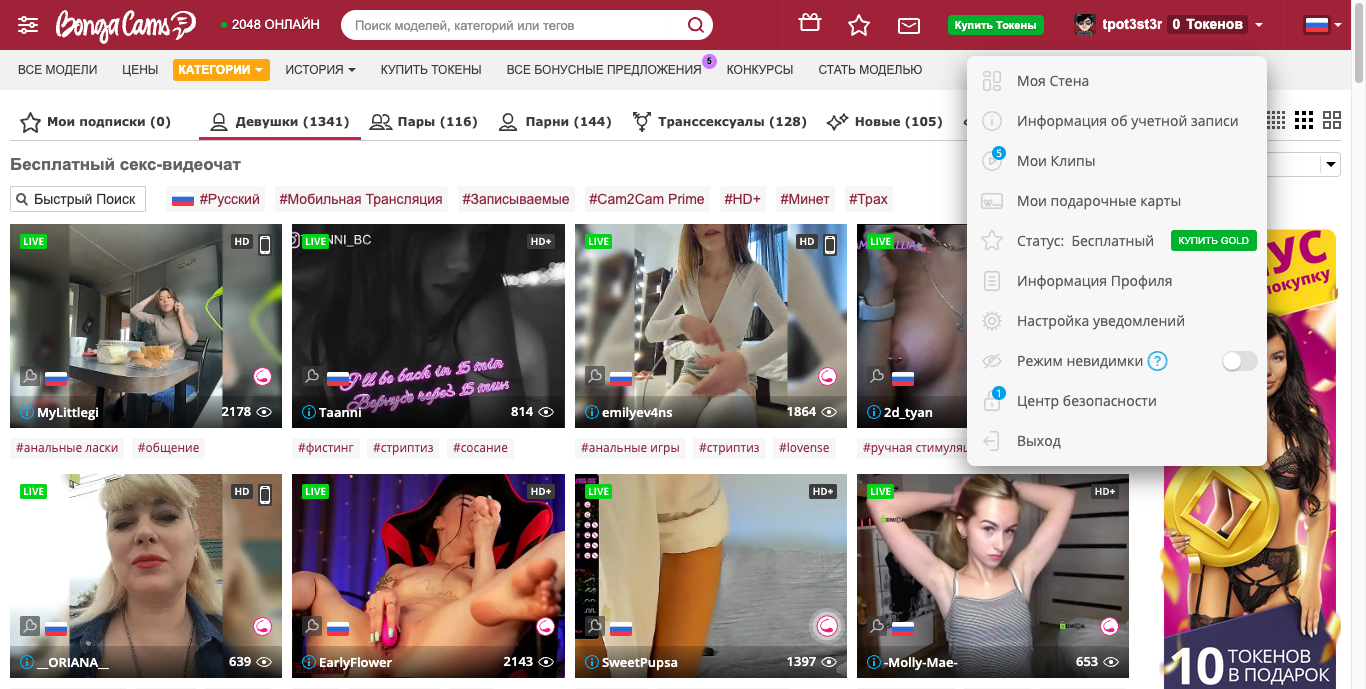 BongaCams
2048 ОНЛАЙН
Поиск моделей, категорий или тегов
Купить Токены
tpot3st3r 0 Токенов
ВСЕ МОДЕЛИ ЦЕНЫ КАТЕГОРИИ ИСТОРИЯ КУПИТЬ ТОКЕНЫ ВСЕ БОНУСНЫЕ ПРЕДЛОЖЕНИЯ 5 КОНКУРСЫ СТАТЬ МОДЕЛЬЮ
Моя Стена
Информация об учетной записи
5
Мои Клипы
Мои подарочные карты
Статус: Бесплатный КУПИТЬ GOLD
Информация Профиля
Настройка уведомлений
Режим невидимки ?
1
Центр безопасности
Выход
Мои подписки (0) Девушки (1341) Пары (116) Парни (144) Транссексуалы (128) Новые (105)
Бесплатный секс-видеочат
Быстрый Поиск #Русский #Мобильная Трансляция #Записываемые #Cam2Cam Prime #HD+ #Минет #Трах
LIVE HD LIVE NNI_BC HD+ LIVE HD LIVE
I'll be back in 15 min
Вернусь через 15 мин
MyLittlegi 2178 Taanni 814 emilyev4ns 1864 2d_tyan
#анальные ласки #общение #фистинг #стриптиз #сосание #анальные игры #стриптиз #lovense #ручная стимуляц
LIVE HD LIVE HD+ LIVE HD+ LIVE HD+
__ORIANA__ 639 EarlyFlower 2143 SweetPupsa 1397 -Molly-Mae- 653
УС
окупку
10 ТОКЕНОВ
В ПОДАРОК